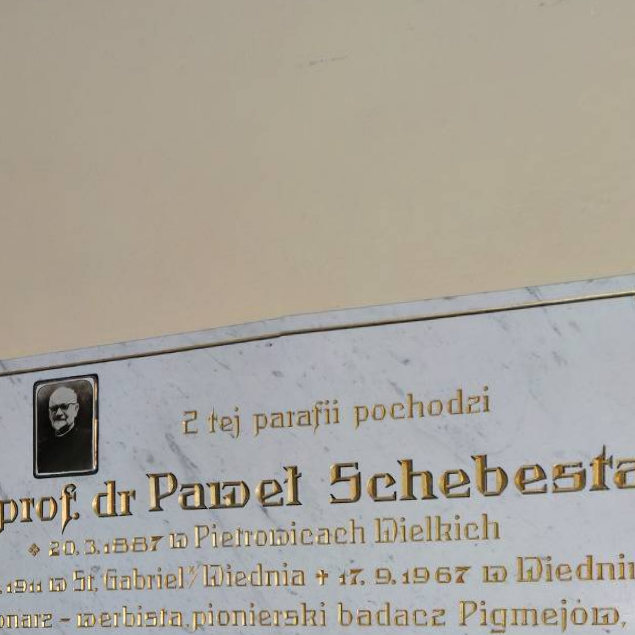 Z tej parafii pochodzi
prof. dr Paweł Schebesta
20.3.1887 w Pietrowicach Wielkich
.1911 w St. Gabriel/Wiednia + 17.9.1967 w Wiedni
werbista, pionierski badacz Pigmejów,